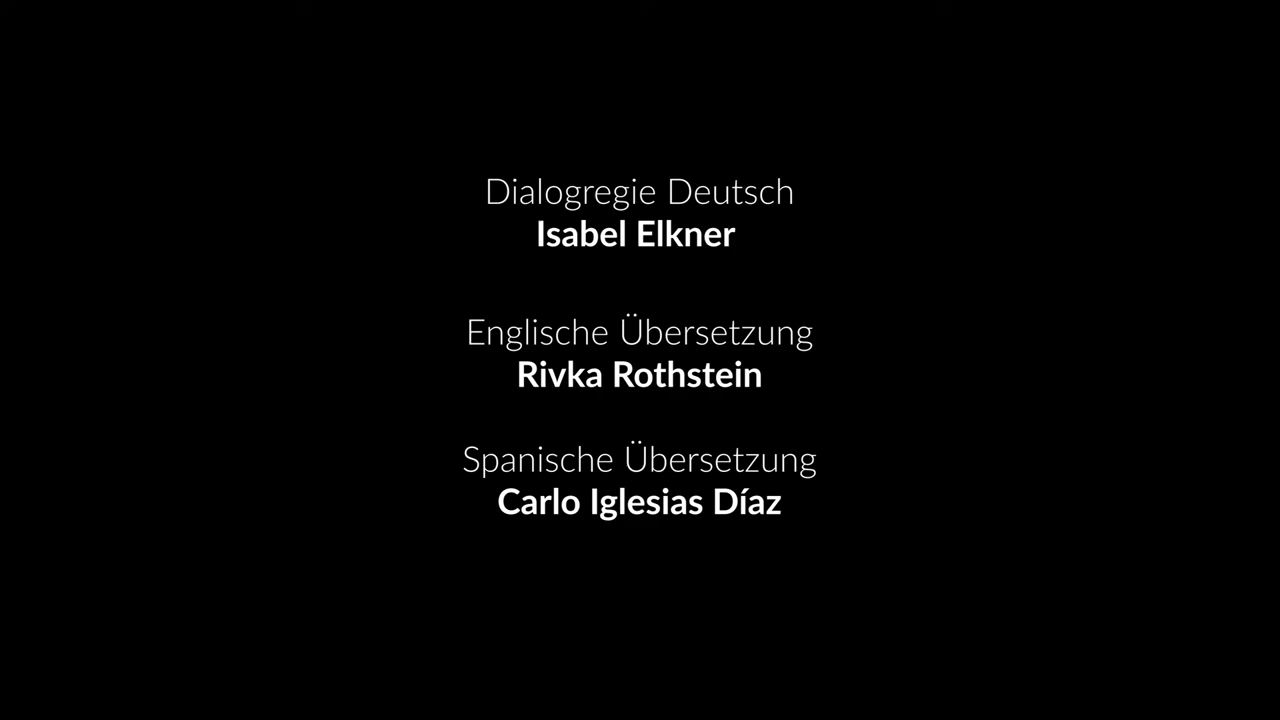 Dialogregie Deutsch
Isabel Elkner
Englische Übersetzung
Rivka Rothstein
Spanische Übersetzung
Carlo Iglesias Díaz